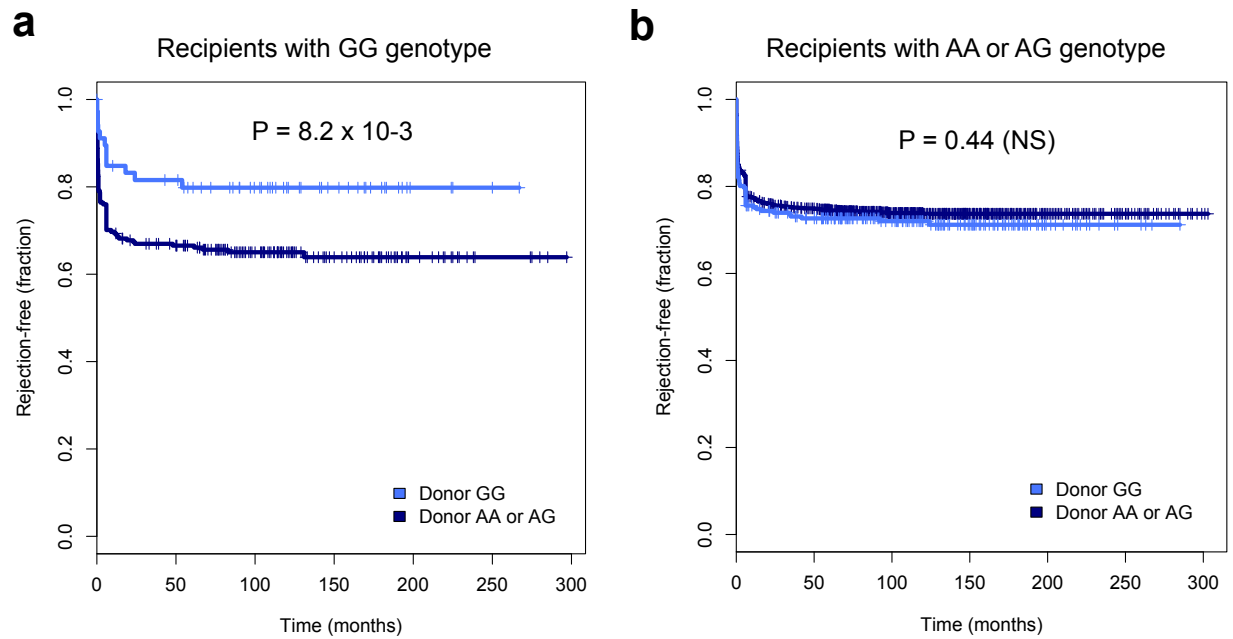 a
Recipients with GG genotype
P = 8.2 x 10-3
Rejection-free (fraction)
1.0
0.8
0.6
0.4
0.2
0.0
Donor GG
Donor AA or AG
0 50 100 150 200 250 300
Time (months)
b
Recipients with AA or AG genotype
P = 0.44 (NS)
Rejection-free (fraction)
1.0
0.8
0.6
0.4
0.2
0.0
Donor GG
Donor AA or AG
0 50 100 150 200 250 300
Time (months)